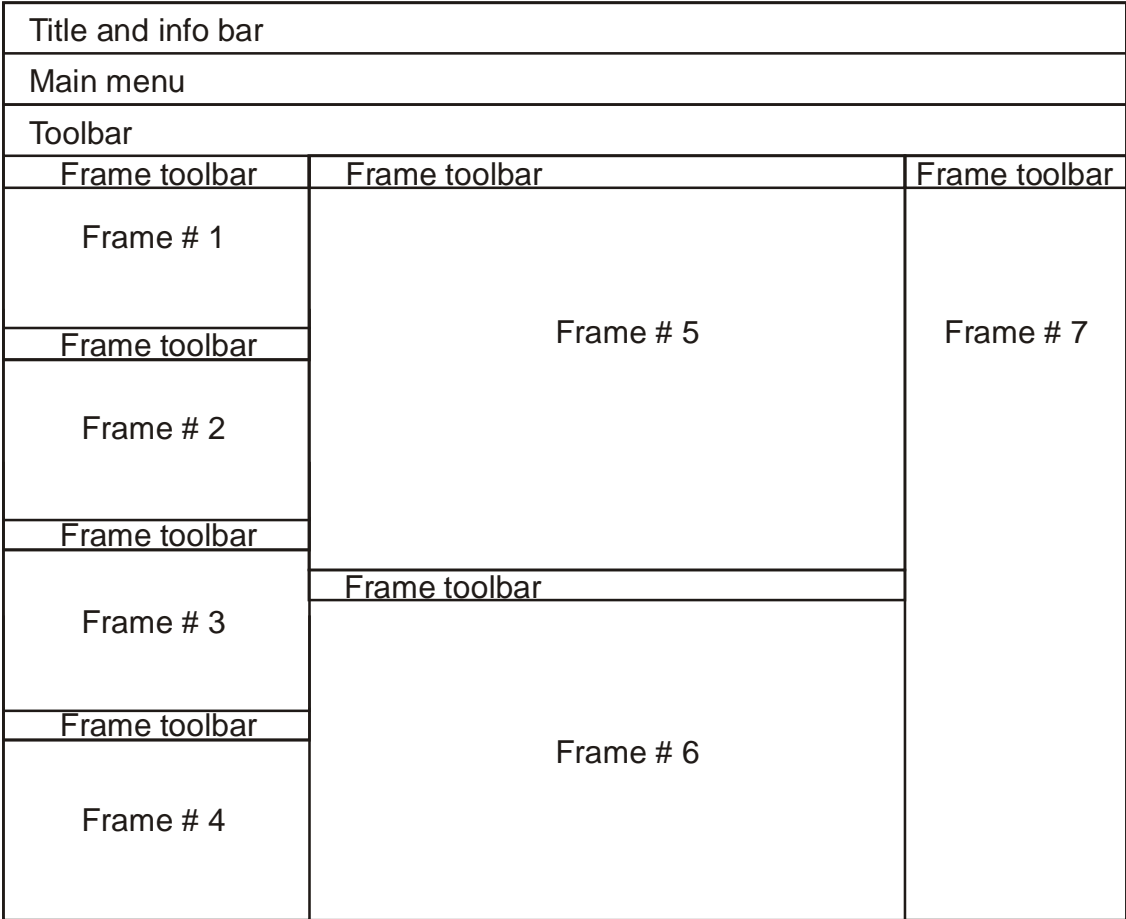 Title and info bar
Main menu
Toolbar
Frame toolbar
Frame # 1
Frame toolbar
Frame # 2
Frame toolbar
Frame # 3
Frame toolbar
Frame # 4
Frame toolbar
Frame # 5
Frame toolbar
Frame # 6
Frame toolbar
Frame # 7